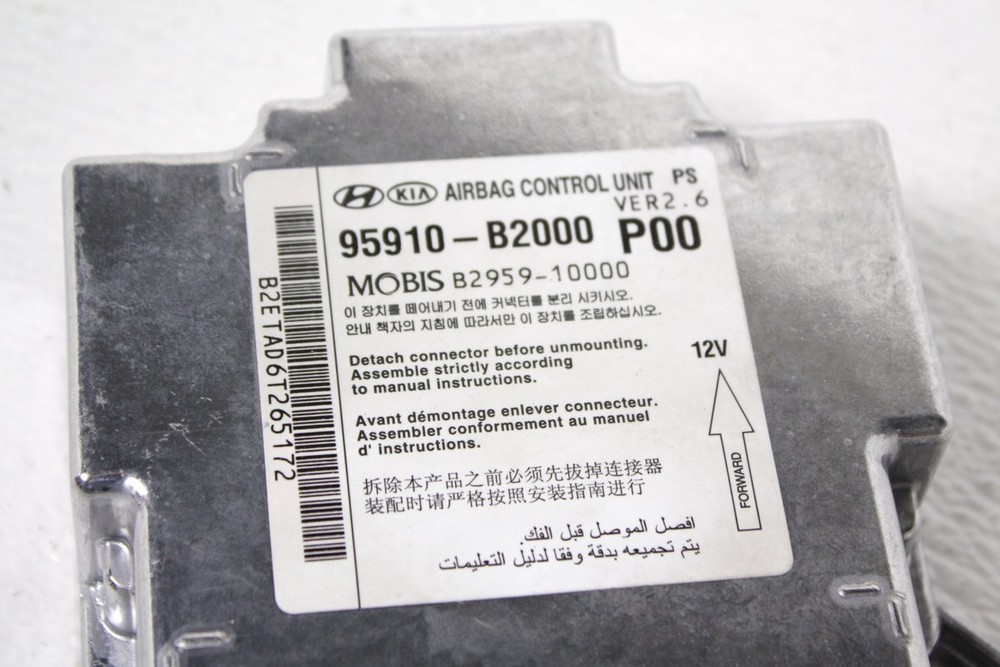 KIA AIRBAG CONTROL UNIT PS
VER2.6
95910-B2000 P00
MOBIS B2959-10000
이 장치를 떼어내기 전에 커넥터를 분리 시키시오.
안내 책자의 지침에 따라서만 이 장치를 조립하십시오.
Detach connector before unmounting.
Assemble strictly according
to manual instructions.
12V
Avant démontage enlever connecteur.
Assembler conformement au manuel
d' instructions.
FORWARD
拆除本产品之前必须先拔掉连接器
装配时请严格按照安装指南进行
افصل الموصل قبل الفك.
يتم تجميعه بدقة وفقا لدليل التعليمات
B2ETAD6T265172